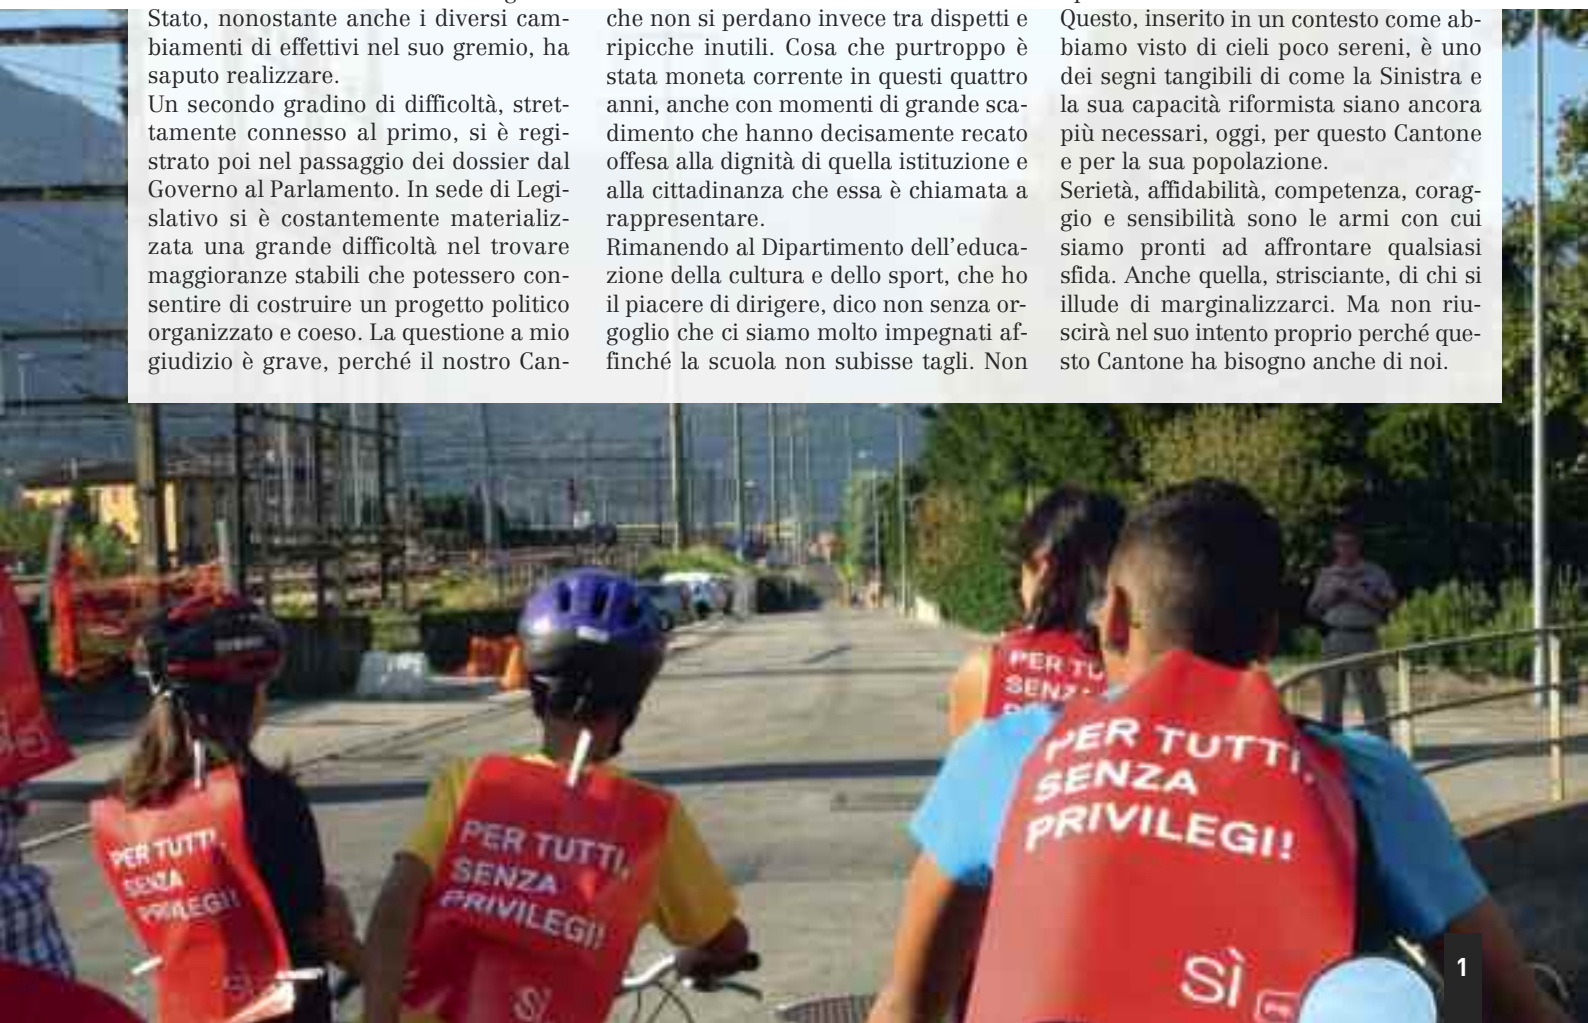 Stato, nonostante anche i diversi cam-
biamenti di effettivi nel suo gremio, ha
saputo realizzare.
Un secondo gradino di difficoltà, stret-
tamente connesso al primo, si è regi-
strato poi nel passaggio dei dossier dal
Governo al Parlamento. In sede di Legi-
slativo si è costantemente materializ-
zata una grande difficoltà nel trovare
maggioranze stabili che potessero con-
sentire di costruire un progetto politico
organizzato e coeso. La questione a mio
giudizio è grave, perché il nostro Can-
che non si perdano invece tra dispetti e
ripicche inutili. Cosa che purtroppo è
stata moneta corrente in questi quattro
anni, anche con momenti di grande sca-
dimento che hanno decisamente recato
offesa alla dignità di quella istituzione e
alla cittadinanza che essa è chiamata a
rappresentare.
Rimanendo al Dipartimento dell'educa-
zione della cultura e dello sport, che ho
il piacere di dirigere, dico non senza or-
goglio che ci siamo molto impegnati af-
finché la scuola non subisse tagli. Non
Questo, inserito in un contesto come ab-
biamo visto di cieli poco sereni, è uno
dei segni tangibili di come la Sinistra e
la sua capacità riformista siano ancora
più necessari, oggi, per questo Cantone
e per la sua popolazione.
Serietà, affidabilità, competenza, corag-
gio e sensibilità sono le armi con cui
siamo pronti ad affrontare qualsiasi
sfida. Anche quella, strisciante, di chi si
illude di marginalizzarci. Ma non riu-
scirà nel suo intento proprio perché que-
sto Cantone ha bisogno anche di noi.
PER TUTTI,
SENZA
PRIVILEGI!
PER TUTTI,
SENZA
PRIVILEGI!
SÌ
PER TU
SENZ
PER TUTTI,
SENZA
PRIVILEGI!
SÌ
1